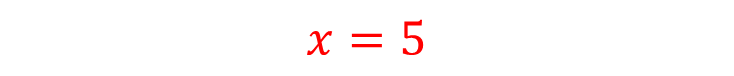 x = 5